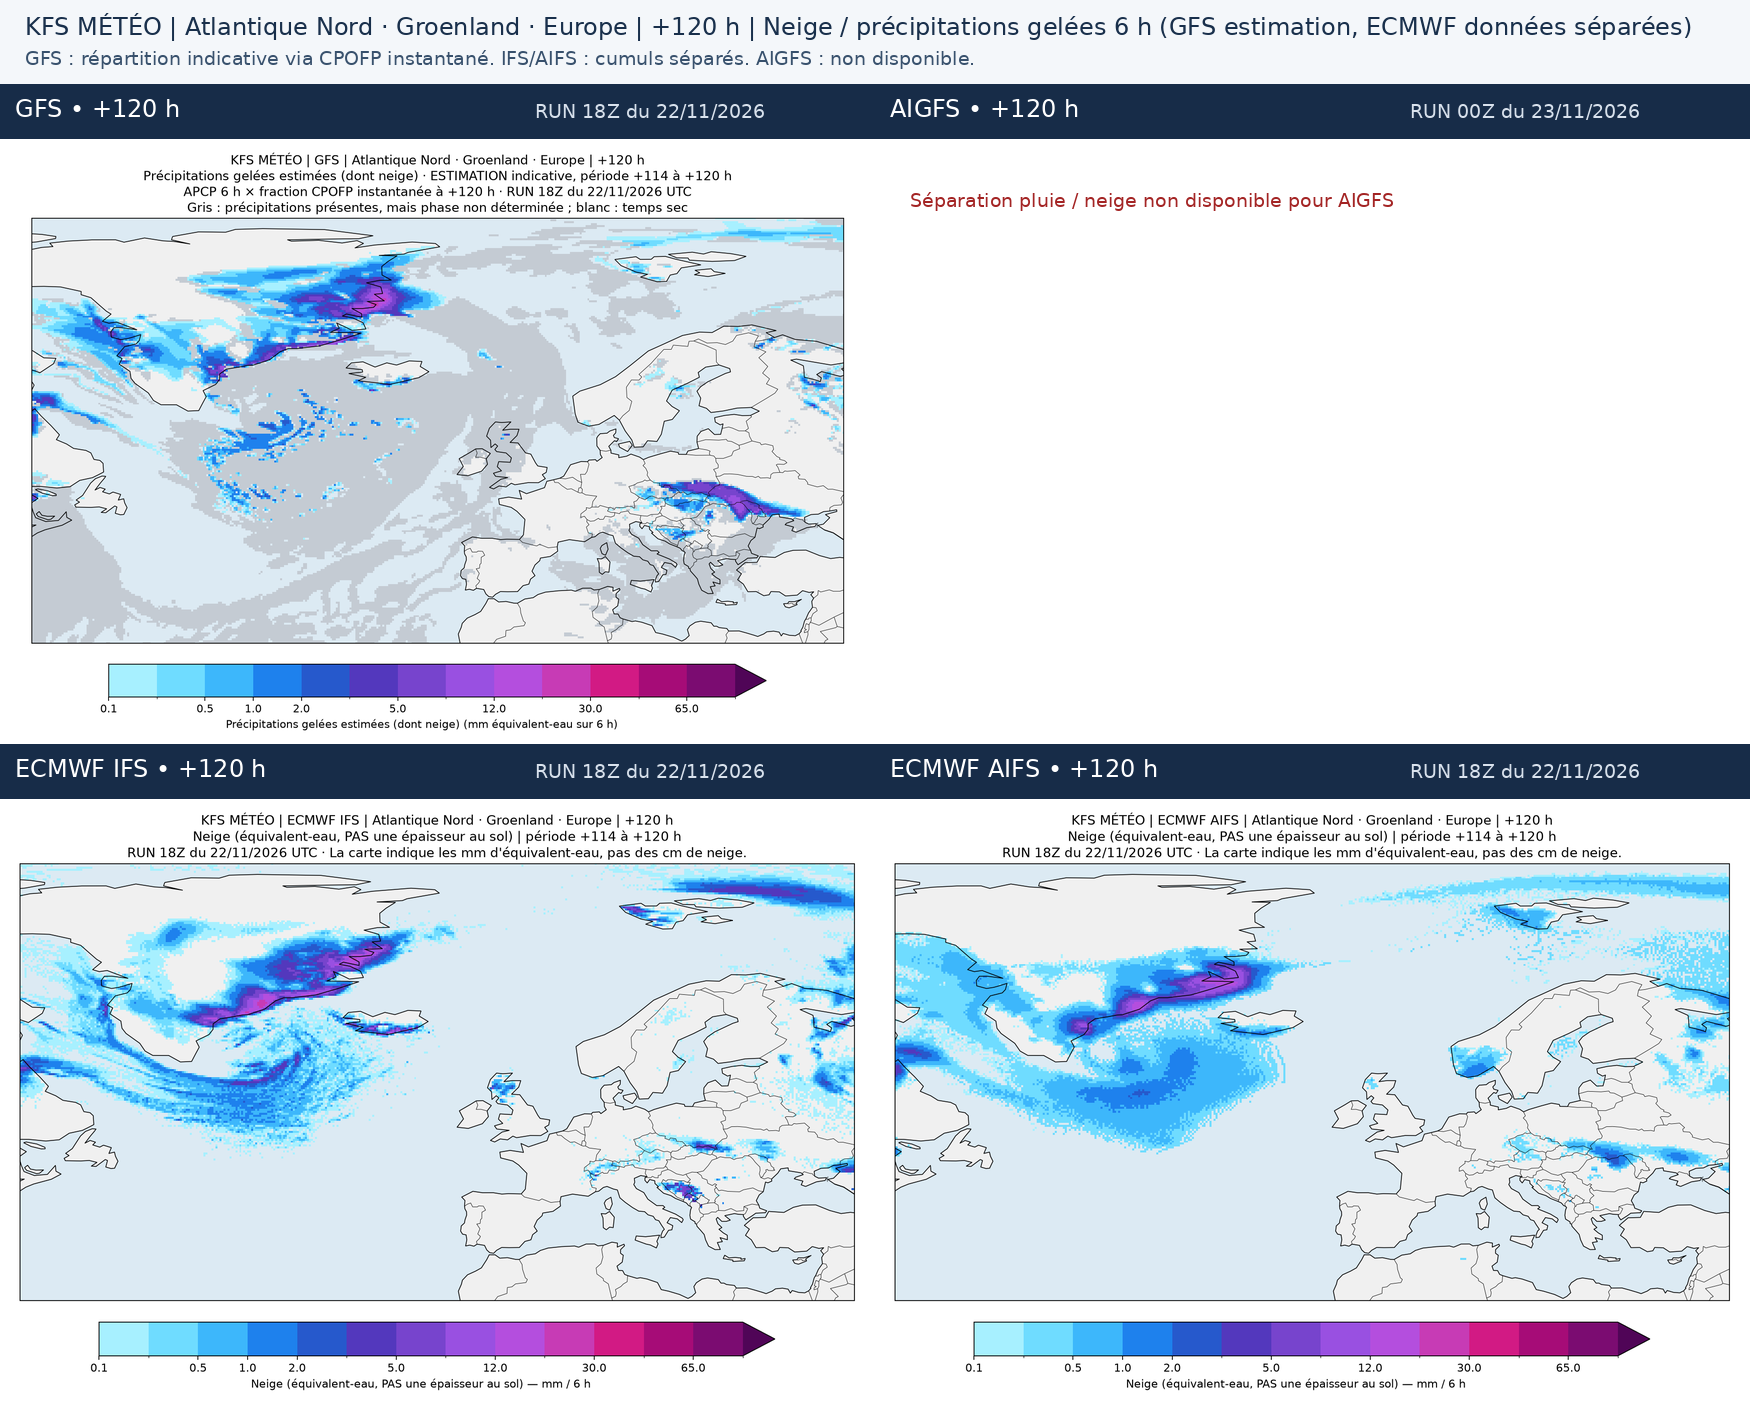 KFS MÉTÉO | Atlantique Nord · Groenland · Europe | +120 h | Neige / précipitations gelées 6 h (GFS estimation, ECMWF données séparées)
GFS : répartition indicative via CPOFP instantané. IFS/AIFS : cumuls séparés. AIGFS : non disponible.
GFS • +120 h
RUN 18Z du 22/11/2026
AIGFS • +120 h
RUN 00Z du 23/11/2026
KFS MÉTÉO | GFS | Atlantique Nord · Groenland · Europe | +120 h
Précipitations gelées estimées (dont neige) · ESTIMATION indicative, période +114 à +120 h
APCP 6 h × fraction CPOFP instantanée à +120 h · RUN 18Z du 22/11/2026 UTC
Gris : précipitations présentes, mais phase non déterminée ; blanc : temps sec
Séparation pluie / neige non disponible pour AIGFS
0.1 0.5 1.0 2.0 5.0 12.0 30.0 65.0
Précipitations gelées estimées (dont neige) (mm équivalent-eau sur 6 h)
ECMWF IFS • +120 h
RUN 18Z du 22/11/2026
ECMWF AIFS • +120 h
RUN 18Z du 22/11/2026
KFS MÉTÉO | ECMWF IFS | Atlantique Nord · Groenland · Europe | +120 h
Neige (équivalent-eau, PAS une épaisseur au sol) | période +114 à +120 h
RUN 18Z du 22/11/2026 UTC · La carte indique les mm d'équivalent-eau, pas des cm de neige.
KFS MÉTÉO | ECMWF AIFS | Atlantique Nord · Groenland · Europe | +120 h
Neige (équivalent-eau, PAS une épaisseur au sol) | période +114 à +120 h
RUN 18Z du 22/11/2026 UTC · La carte indique les mm d'équivalent-eau, pas des cm de neige.
0.1 0.5 1.0 2.0 5.0 12.0 30.0 65.0
Neige (équivalent-eau, PAS une épaisseur au sol) — mm / 6 h
0.1 0.5 1.0 2.0 5.0 12.0 30.0 65.0
Neige (équivalent-eau, PAS une épaisseur au sol) — mm / 6 h